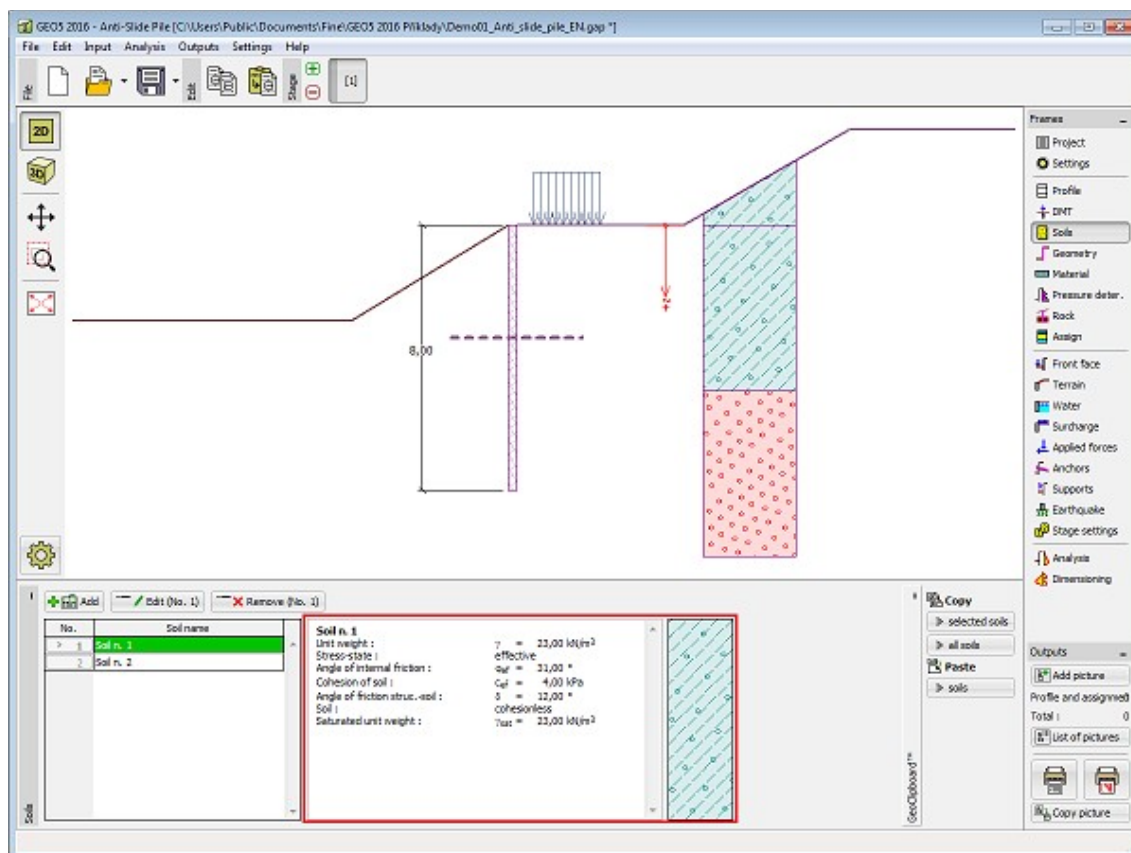 GEO5 2016 - Anti-Slide Pile [C:\Users\Public\Documents\Fine\GEO5 2016 Příklady\Demo01_Anti_slide_pile_EN.gap *]
File Edit Input Analysis Outputs Settings Help
File
Edit
Stage
[1]
2D
3D
8,00
+z
Frames
Project
Settings
Profile
DMT
Soils
Geometry
Material
Pressure deter.
Rock
Assign
Front face
Terrain
Water
Surcharge
Applied forces
Anchors
Supports
Earthquake
Stage settings
Analysis
Dimensioning
Add
Edit (No. 1)
Remove (No. 1)
No. Soil name
> 1 Soil n. 1
2 Soil n. 2
Soil n. 1
Unit weight : γ = 23,00 kN/m³
Stress-state : effective
Angle of internal friction : φef = 31,00 °
Cohesion of soil : cef = 4,00 kPa
Angle of friction struc.-soil : δ = 12,00 °
Soil : cohesionless
Saturated unit weight : γsat = 23,00 kN/m³
Soils
GeoClipboard™
Copy
selected soils
all soils
Paste
soils
Outputs
Add picture
Profile and assignmed
Total : 0
List of pictures
Copy picture